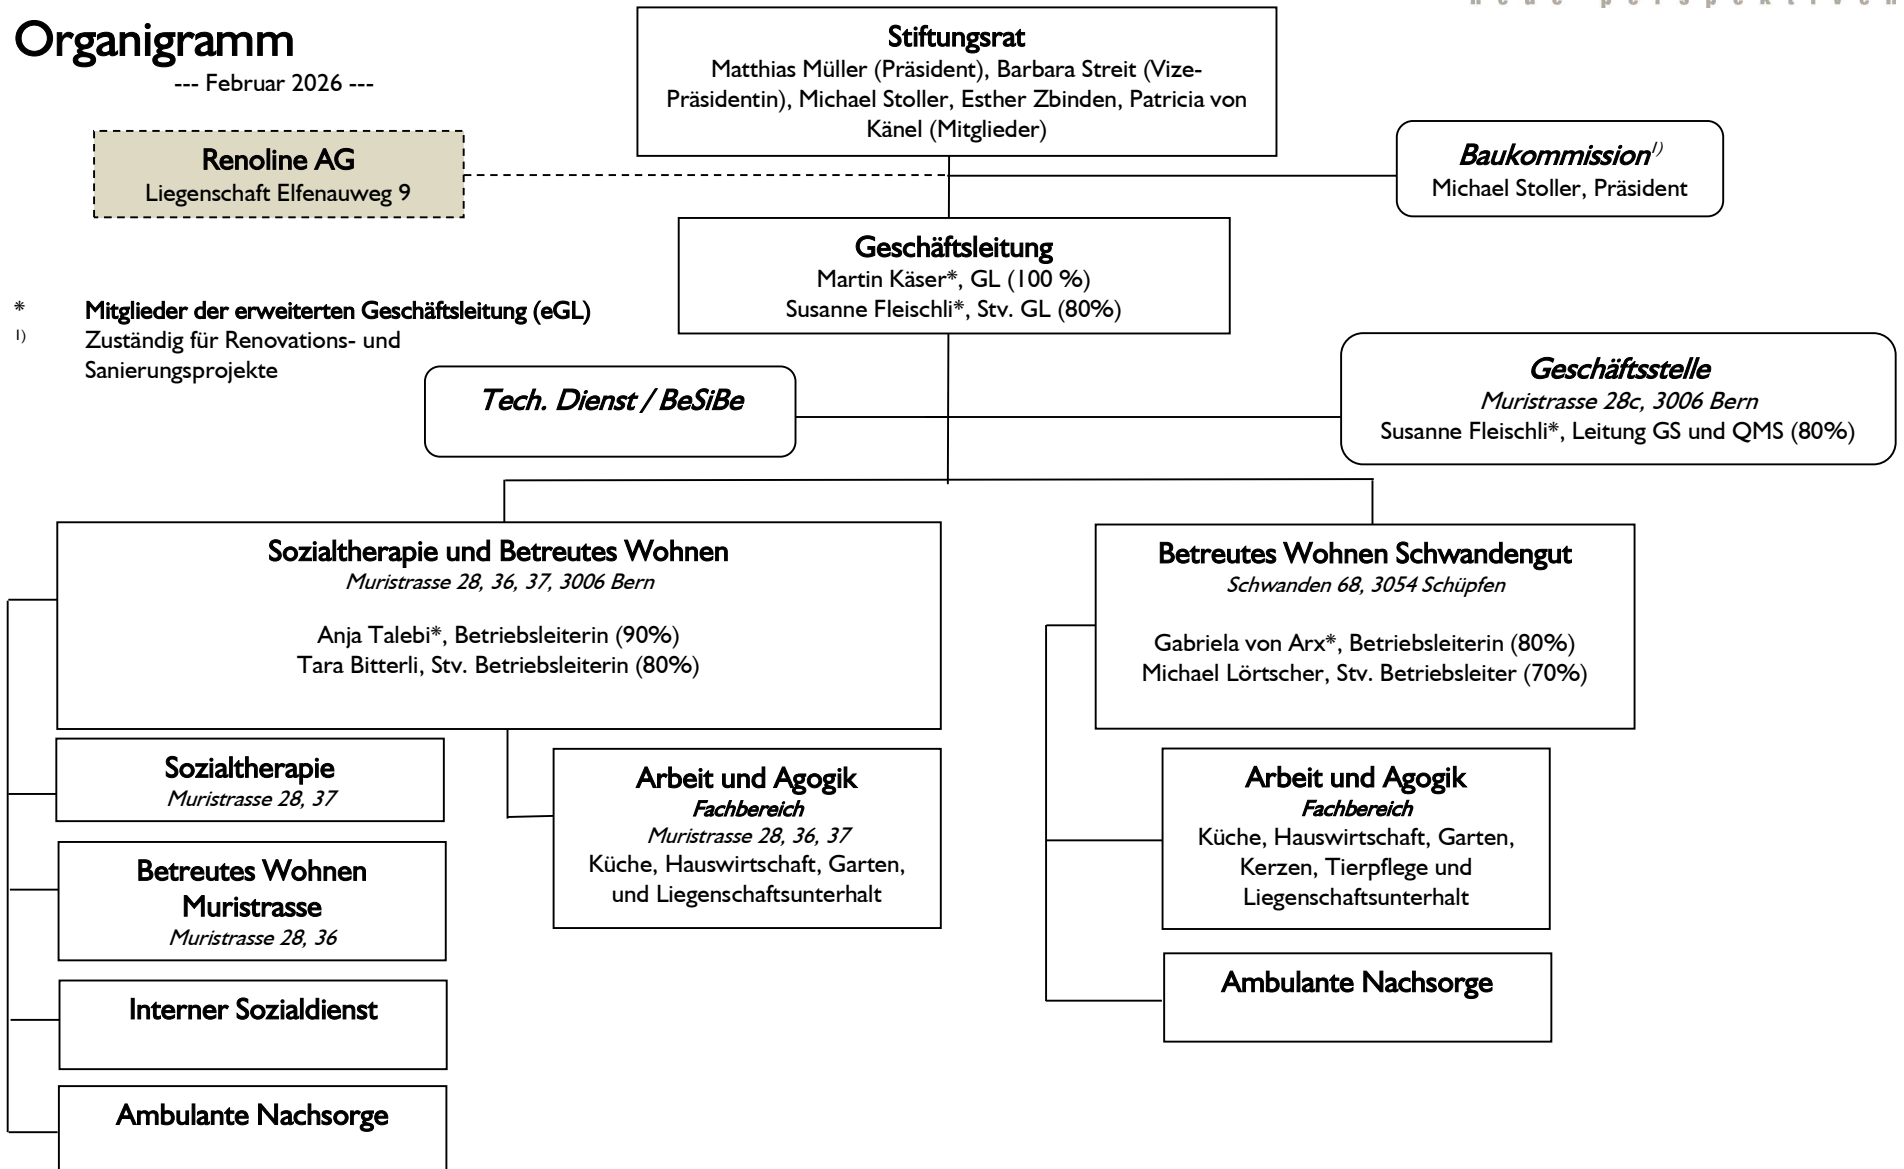 neue perspektiven
Organigramm
--- Februar 2026 ---
Stiftungsrat
Matthias Müller (Präsident), Barbara Streit (Vize-
Präsidentin), Michael Stoller, Esther Zbinden, Patricia von
Känel (Mitglieder)
Renoline AG
Liegenschaft Elfenauweg 9
Baukommission1)
Michael Stoller, Präsident
Geschäftsleitung
Martin Käser*, GL (100 %)
Susanne Fleischli*, Stv. GL (80%)
* Mitglieder der erweiterten Geschäftsleitung (eGL)
1) Zuständig für Renovations- und
Sanierungsprojekte
Tech. Dienst / BeSiBe
Geschäftsstelle
Muristrasse 28c, 3006 Bern
Susanne Fleischli*, Leitung GS und QMS (80%)
Sozialtherapie und Betreutes Wohnen
Muristrasse 28, 36, 37, 3006 Bern
Anja Talebi*, Betriebsleiterin (90%)
Tara Bitterli, Stv. Betriebsleiterin (80%)
Betreutes Wohnen Schwandengut
Schwanden 68, 3054 Schüpfen
Gabriela von Arx*, Betriebsleiterin (80%)
Michael Lörtscher, Stv. Betriebsleiter (70%)
Sozialtherapie
Muristrasse 28, 37
Betreutes Wohnen
Muristrasse
Muristrasse 28, 36
Interner Sozialdienst
Ambulante Nachsorge
Arbeit und Agogik
Fachbereich
Muristrasse 28, 36, 37
Küche, Hauswirtschaft, Garten,
und Liegenschaftsunterhalt
Arbeit und Agogik
Fachbereich
Küche, Hauswirtschaft, Garten,
Kerzen, Tierpflege und
Liegenschaftsunterhalt
Ambulante Nachsorge